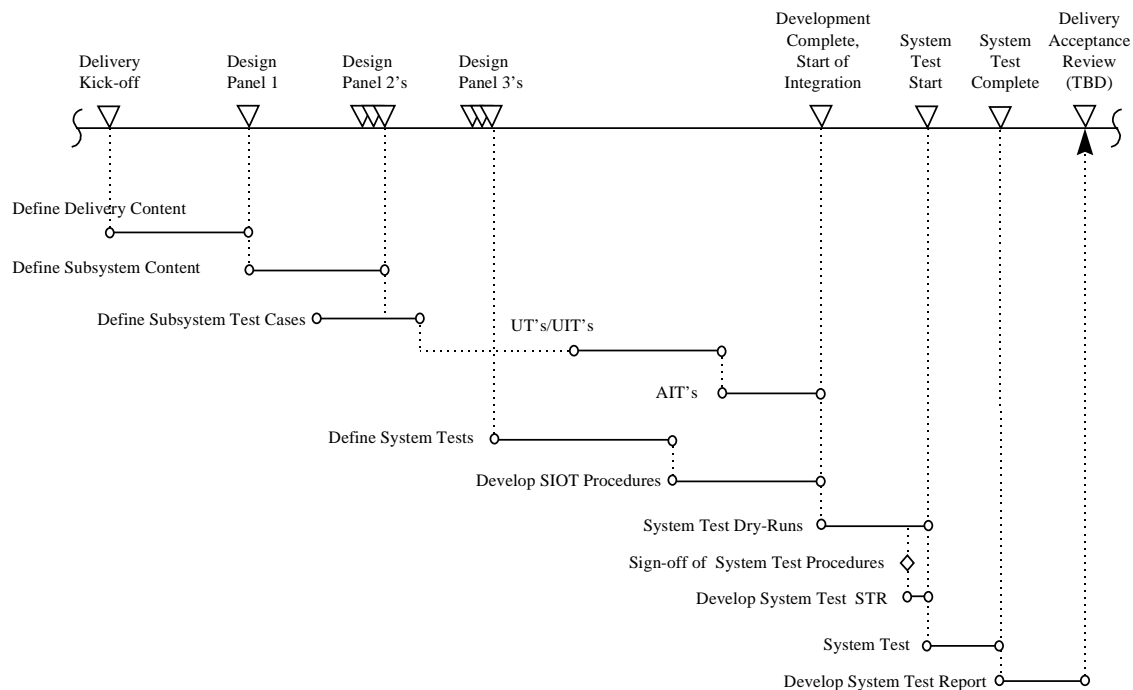 Delivery
Kick-off
Design
Panel 1
Design
Panel 2's
Design
Panel 3's
Development
Complete,
Start of
Integration
System
Test
Start
System
Test
Complete
Delivery
Acceptance
Review
(TBD)
Define Delivery Content
Define Subsystem Content
Define Subsystem Test Cases
UT's/UIT's
AIT's
Define System Tests
Develop SIOT Procedures
System Test Dry-Runs
Sign-off of System Test Procedures
Develop System Test STR
System Test
Develop System Test Report